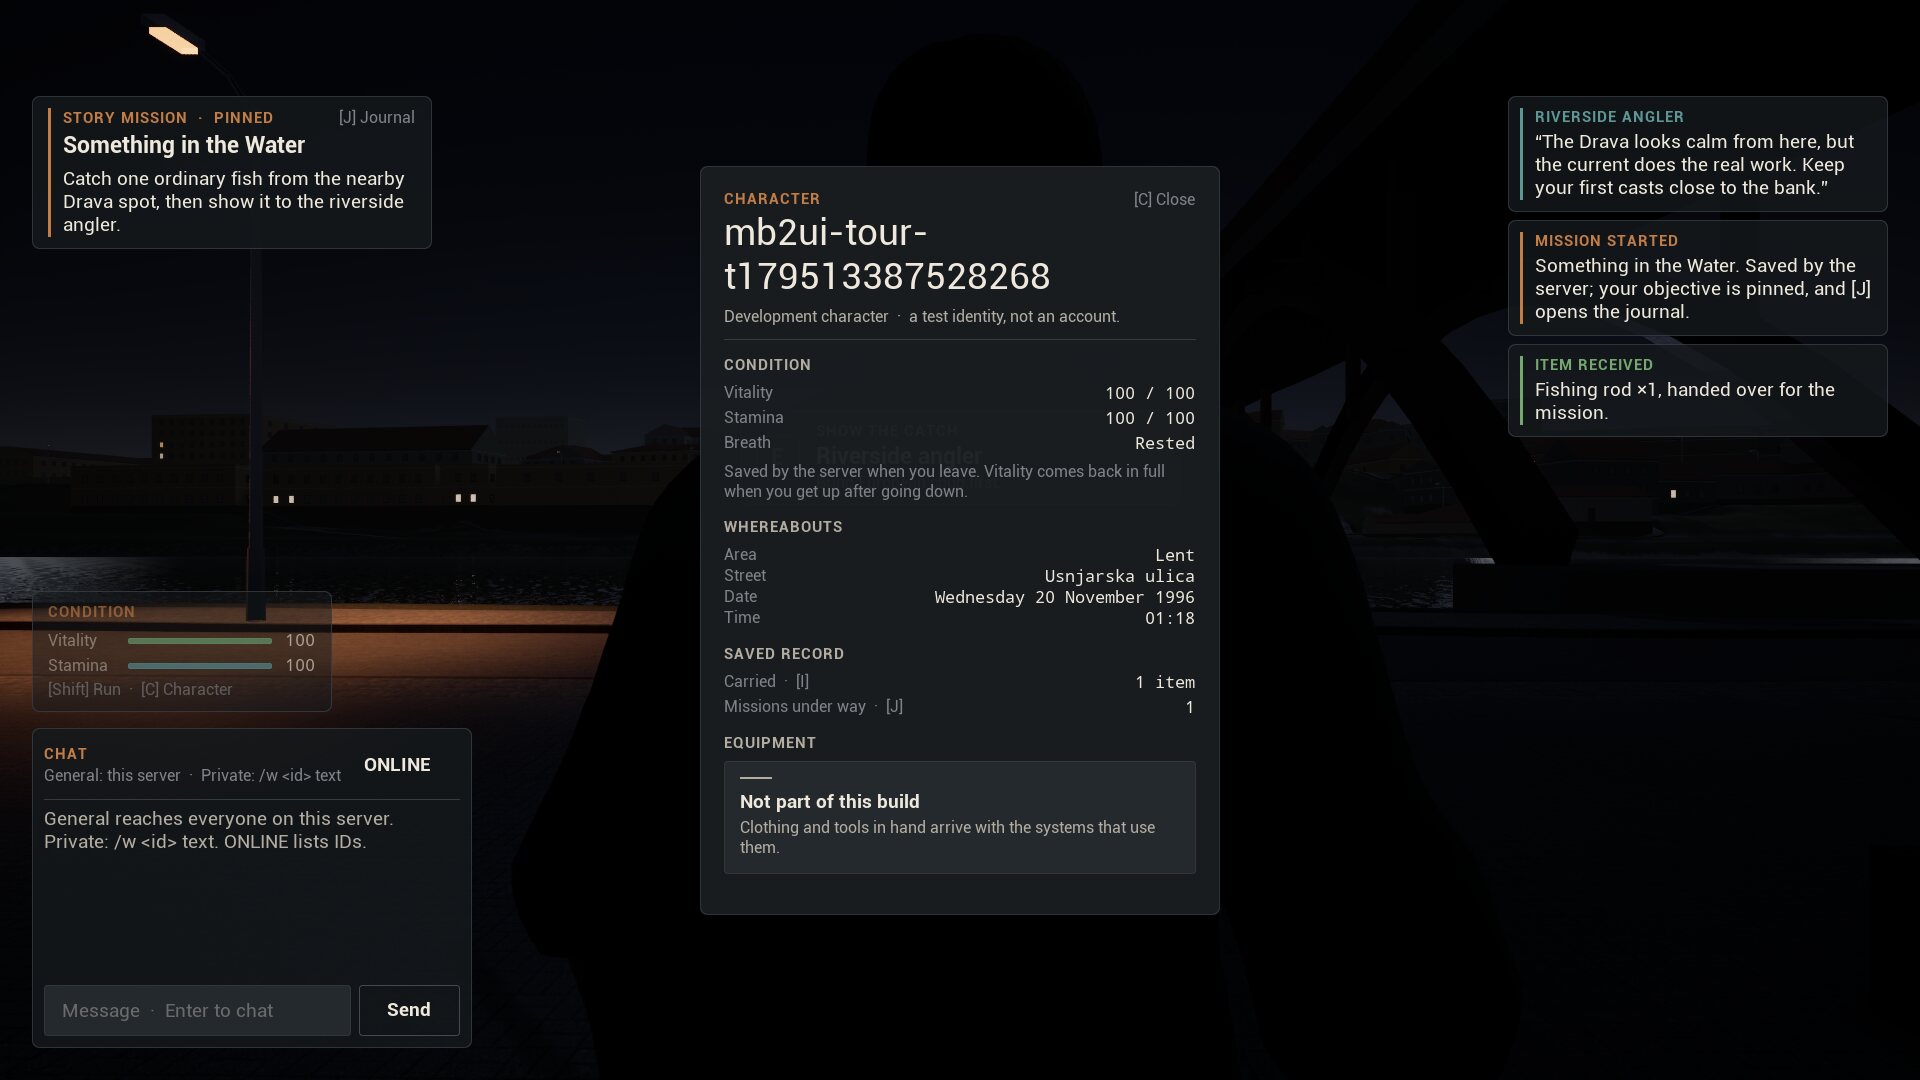 STORY MISSION · PINNED
[J] Journal
Something in the Water
Catch one ordinary fish from the nearby
Drava spot, then show it to the riverside
angler.
CONDITION
Vitality 100
Stamina 100
[Shift] Run · [C] Character
CHAT
General: this server · Private: /w <id> text
ONLINE
General reaches everyone on this server.
Private: /w <id> text. ONLINE lists IDs.
Message · Enter to chat
Send
CHARACTER
[C] Close
mb2ui-tour-
t179513387528268
Development character · a test identity, not an account.
CONDITION
Vitality 100 / 100
Stamina 100 / 100
Breath Rested
SHOW THE CATCH
Riverside angler
Saved by the server when you leave. Vitality comes back in full
when you get up after going down.
WHEREABOUTS
Area Lent
Street Usnjarska ulica
Date Wednesday 20 November 1996
Time 01:18
SAVED RECORD
Carried · [I] 1 item
Missions under way · [J] 1
EQUIPMENT
Not part of this build
Clothing and tools in hand arrive with the systems that use
them.
RIVERSIDE ANGLER
“The Drava looks calm from here, but
the current does the real work. Keep
your first casts close to the bank.”
MISSION STARTED
Something in the Water. Saved by the
server; your objective is pinned, and [J]
opens the journal.
ITEM RECEIVED
Fishing rod ×1, handed over for the
mission.